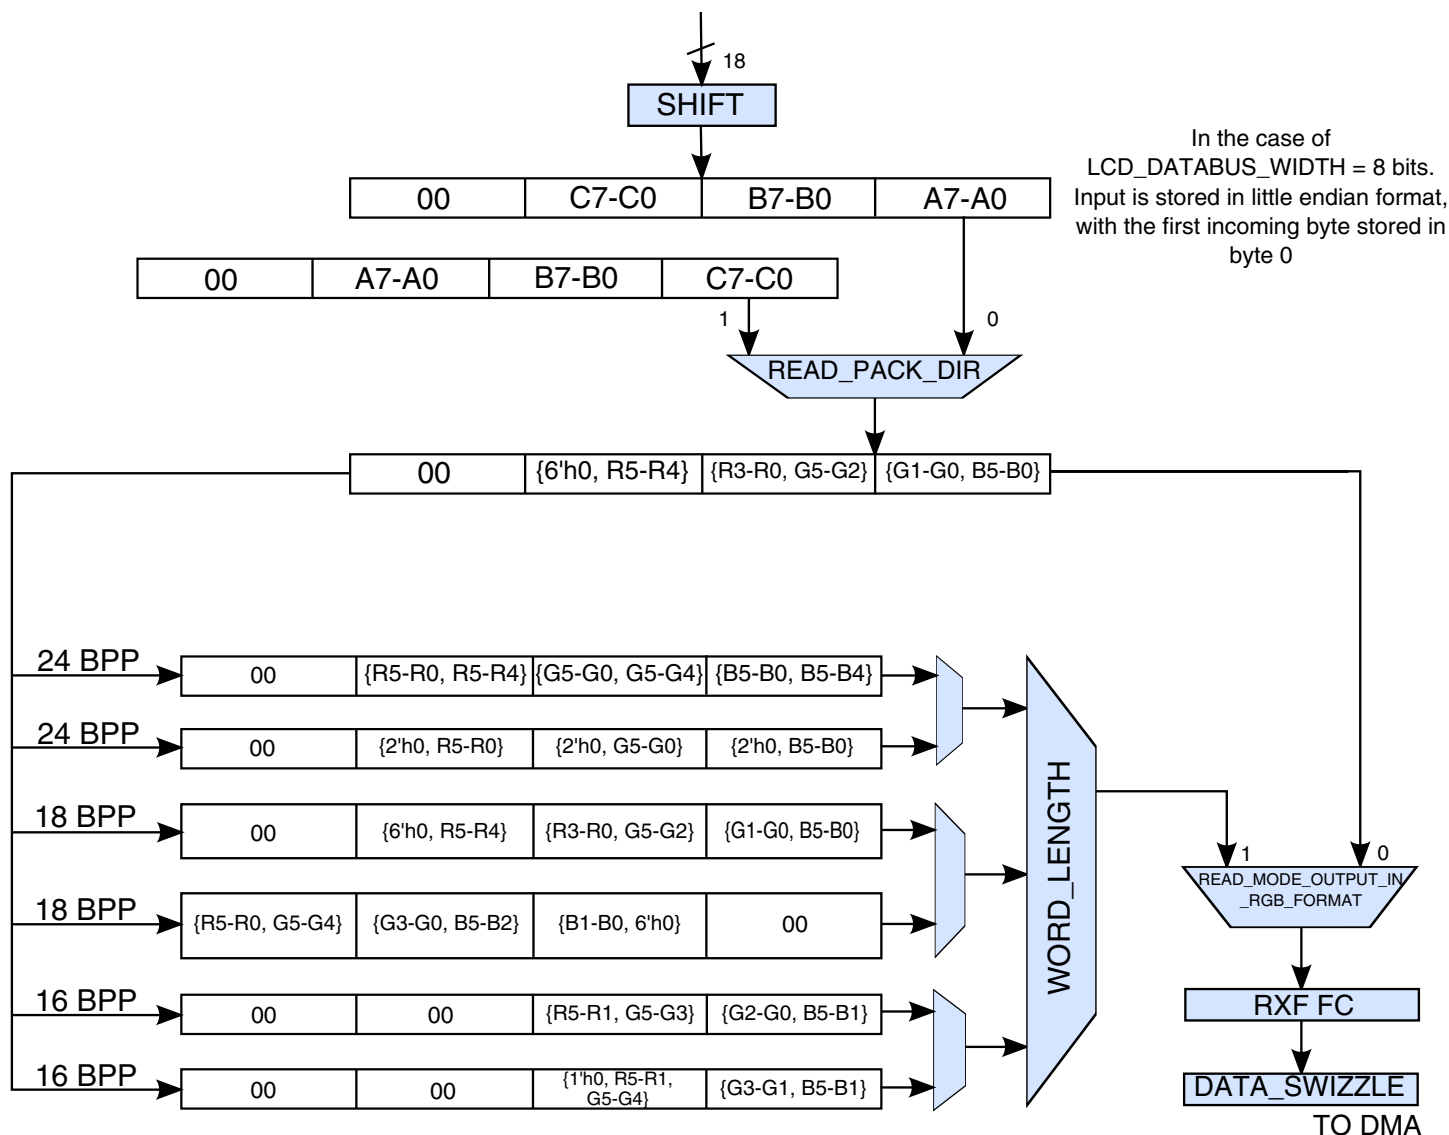 18
SHIFT
In the case of
LCD_DATABUS_WIDTH = 8 bits.
Input is stored in little endian format,
with the first incoming byte stored in
byte 0
00 C7-C0 B7-B0 A7-A0
00 A7-A0 B7-B0 C7-C0
1 0
READ_PACK_DIR
00 {6'h0, R5-R4} {R3-R0, G5-G2} {G1-G0, B5-B0}
24 BPP 00 {R5-R0, R5-R4} {G5-G0, G5-G4} {B5-B0, B5-B4}
24 BPP 00 {2'h0, R5-R0} {2'h0, G5-G0} {2'h0, B5-B0}
18 BPP 00 {6'h0, R5-R4} {R3-R0, G5-G2} {G1-G0, B5-B0}
18 BPP {R5-R0, G5-G4} {G3-G0, B5-B2} {B1-B0, 6'h0} 00
16 BPP 00 00 {R5-R1, G5-G3} {G2-G0, B5-B1}
16 BPP 00 00 {1'h0, R5-R1,
G5-G4} {G3-G1, B5-B1}
WORD_LENGTH
1 0
READ_MODE_OUTPUT_IN
_RGB_FORMAT
RXF FC
DATA_SWIZZLE
TO DMA